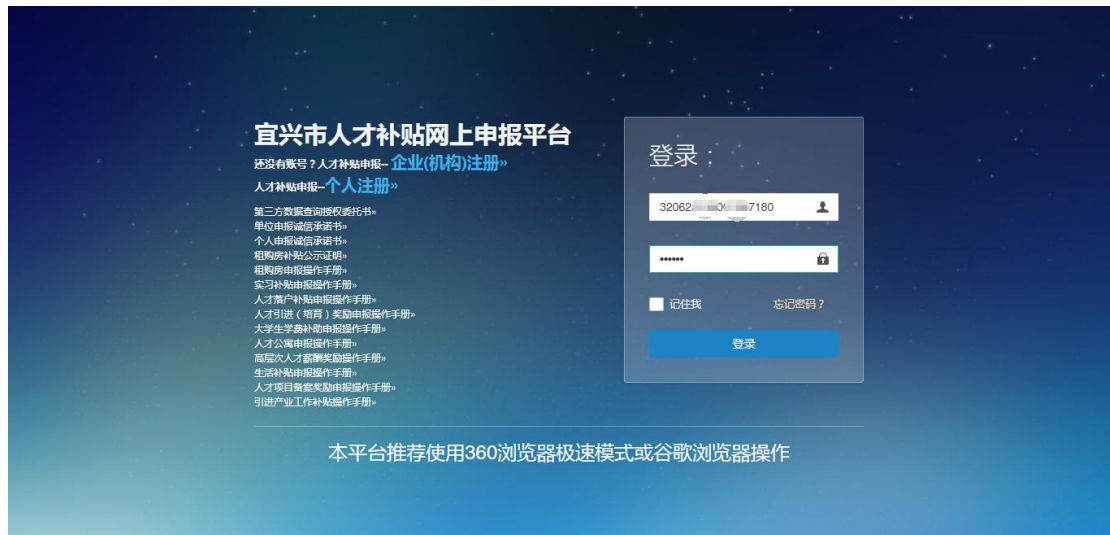 宜兴市人才补贴网上申报平台
还没有账号？人才补贴申报-- 企业(机构)注册»
人才补贴申报--个人注册»
第三方数据查询授权委托书»
单位申报诚信承诺书»
个人申报诚信承诺书»
租购房补贴公示证明»
租购房申报操作手册»
实习补贴申报操作手册»
人才落户补贴申报操作手册»
人才引进（培育）奖励申报操作手册»
大学生学费补助申报操作手册»
人才公寓申报操作手册»
高层次人才薪酬奖励操作手册»
生活补贴申报操作手册»
人才项目备案奖励申报操作手册»
引进产业工作补贴操作手册»
登录：
32062 0 7180
••••••
记住我 忘记密码？
登录
本平台推荐使用360浏览器极速模式或谷歌浏览器操作